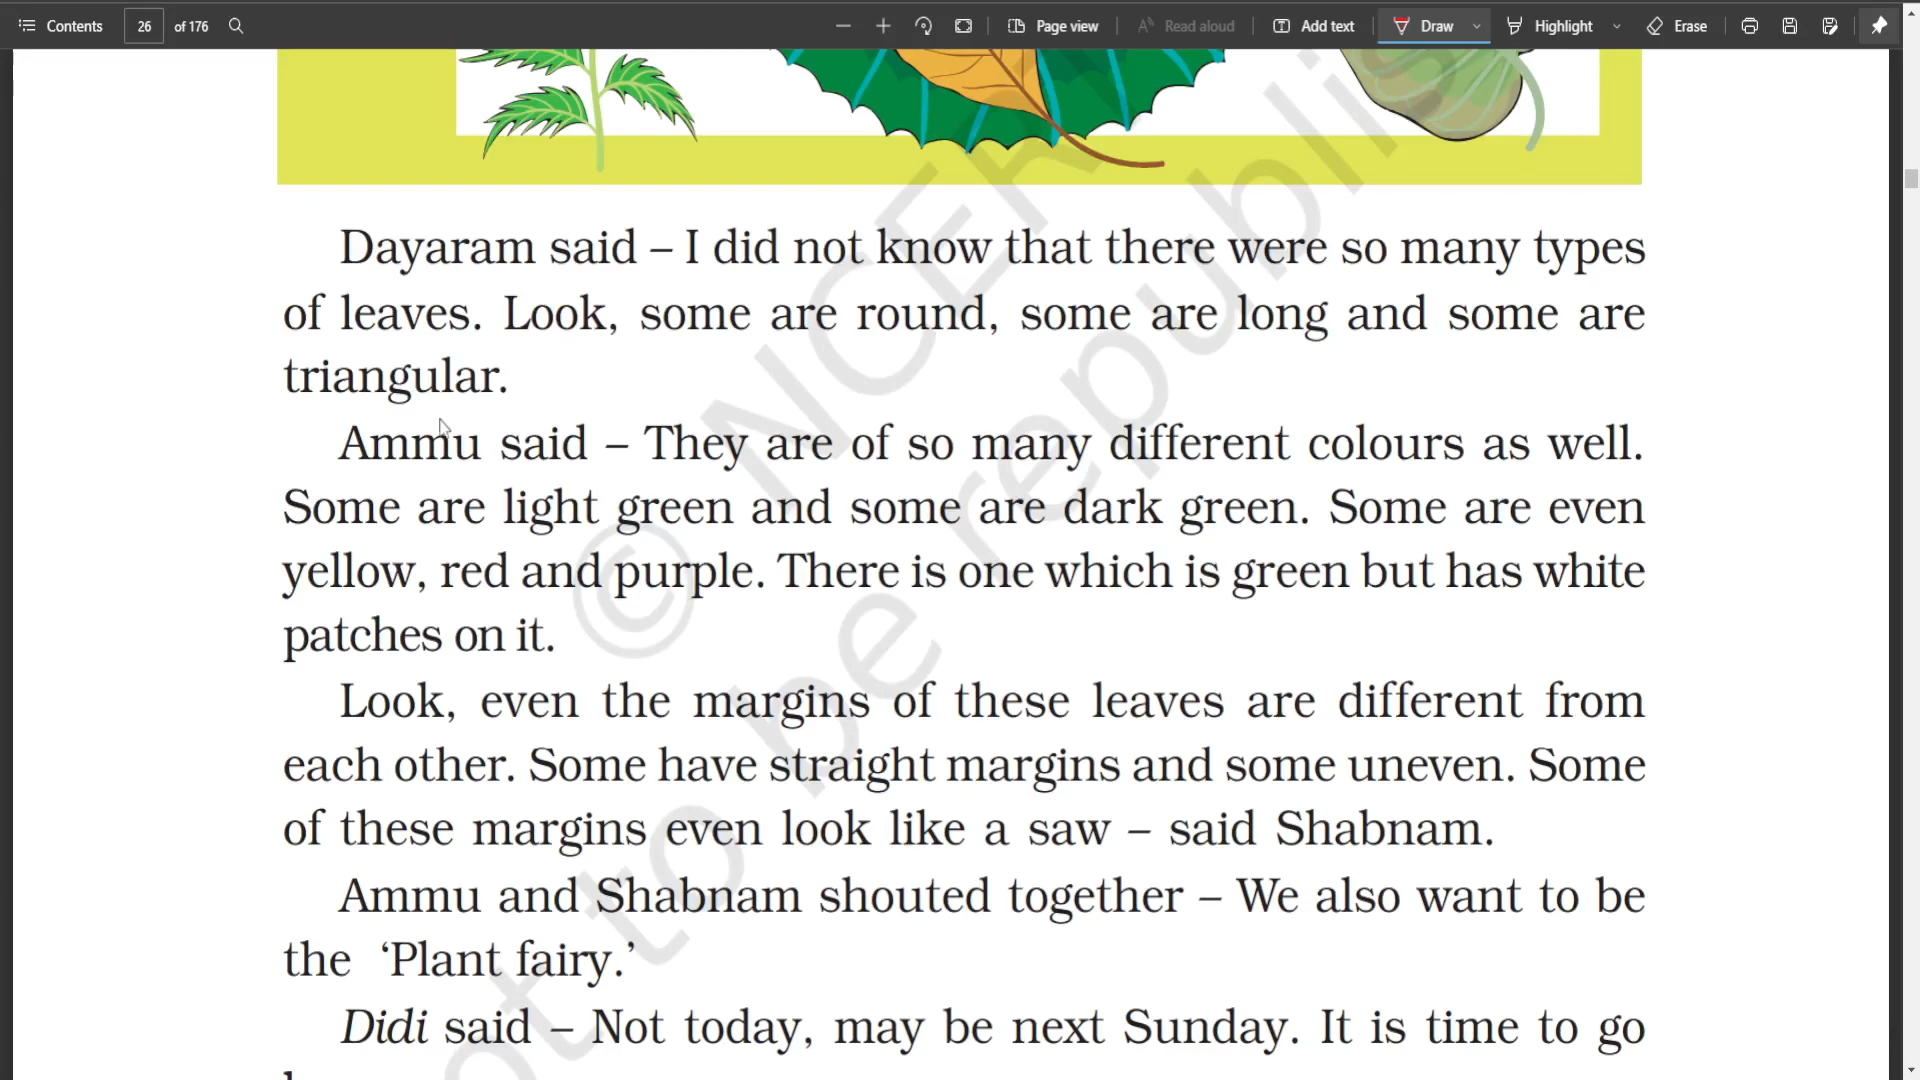 Contents 26 of 176 Page view Read aloud Add text Draw Highlight Erase
Dayaram said – I did not know that there were so many types
of leaves. Look, some are round, some are long and some are
triangular.
Ammu said – They are of so many different colours as well.
Some are light green and some are dark green. Some are even
yellow, red and purple. There is one which is green but has white
patches on it.
Look, even the margins of these leaves are different from
each other. Some have straight margins and some uneven. Some
of these margins even look like a saw – said Shabnam.
Ammu and Shabnam shouted together – We also want to be
the ‘Plant fairy.’
Didi said – Not today, may be next Sunday. It is time to go
© NCER
not to be republis